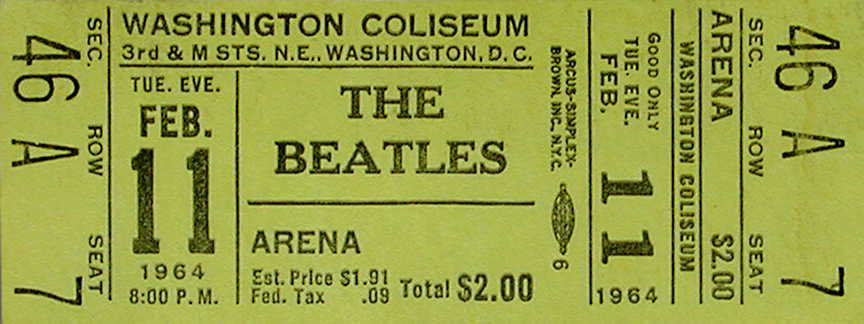 SEC. 46
ROW A
SEAT 7
WASHINGTON COLISEUM
3rd & M STS. N.E., WASHINGTON, D. C.
TUE. EVE.
FEB.
11
1964
8:00 P.M.
THE
BEATLES
ARENA
Est. Price $1.91
Fed. Tax .09
Total $2.00
ARCUS-SIMPLEX-
BROWN, INC., N.Y.C.
6
GOOD ONLY
TUE. EVE.
FEB.
11
1964
WASHINGTON COLISEUM
ARENA $2.00
SEC. 46
ROW A
SEAT 7